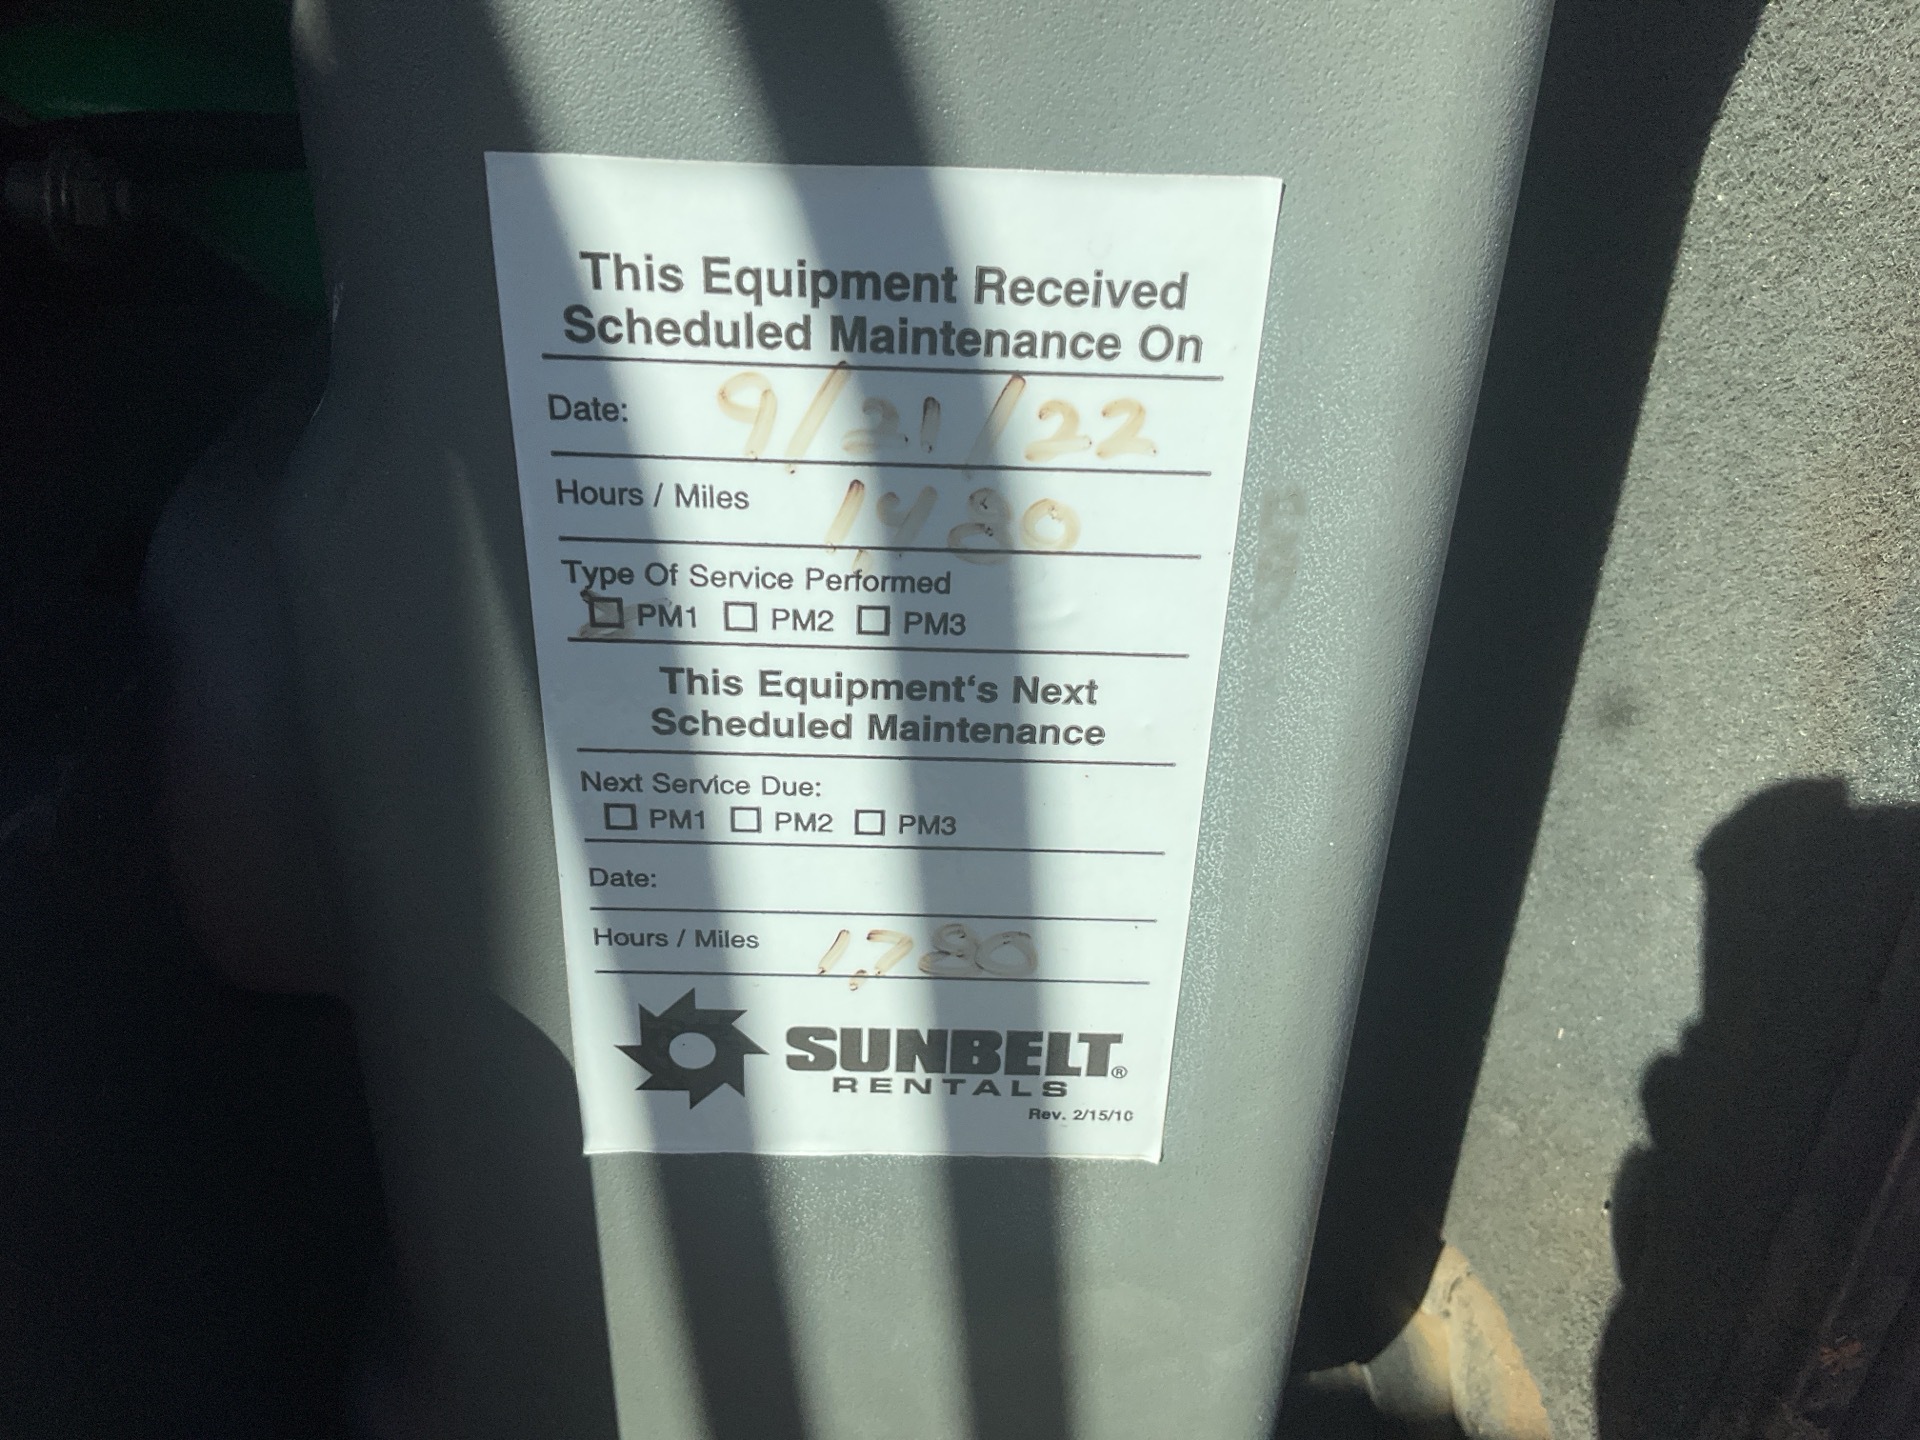 This Equipment Received
Scheduled Maintenance On
Date: 9/21/22
Hours / Miles 1,480
Type Of Service Performed
☐ PM1 ☐ PM2 ☐ PM3
This Equipment's Next
Scheduled Maintenance
Next Service Due:
☐ PM1 ☐ PM2 ☐ PM3
Date:
Hours / Miles 1,780
SUNBELT®
RENTALS
Rev. 2/15/10